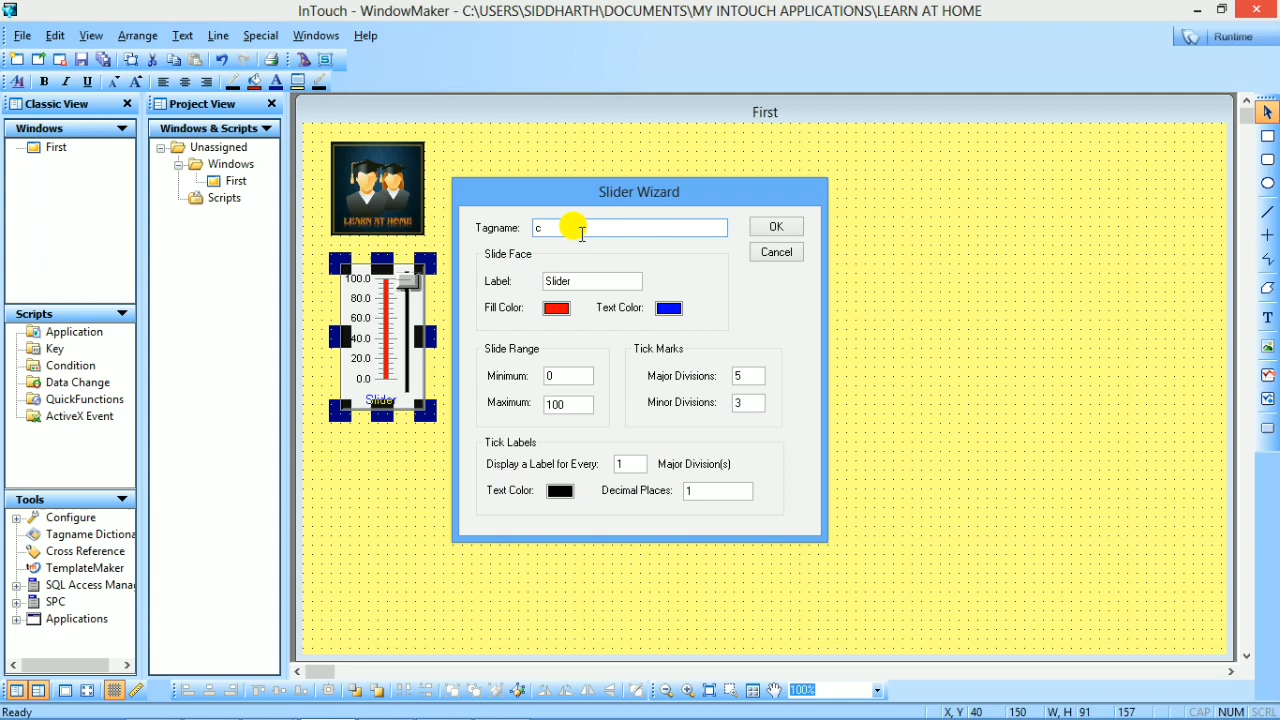 InTouch - WindowMaker - C:\USERS\SIDDHARTH\DOCUMENTS\MY INTOUCH APPLICATIONS\LEARN AT HOME
File Edit View Arrange Text Line Special Windows Help
Runtime
Classic View
Project View
Windows
First
Windows & Scripts
Unassigned
Windows
First
Scripts
Scripts
Application
Key
Condition
Data Change
QuickFunctions
ActiveX Event
Tools
Configure
Tagname Dictiona
Cross Reference
TemplateMaker
SQL Access Mana
SPC
Applications
First
LEARN AT HOME
100.0
80.0
60.0
40.0
20.0
0.0
Slider
Slider Wizard
Tagname: c
OK
Cancel
Slide Face
Label: Slider
Fill Color: Text Color:
Slide Range
Minimum: 0
Maximum: 100
Tick Marks
Major Divisions: 5
Minor Divisions: 3
Tick Labels
Display a Label for Every: 1 Major Division(s)
Text Color: Decimal Places: 1
100%
Ready
X, Y 40 150 W, H 91 157 CAP NUM SCRL